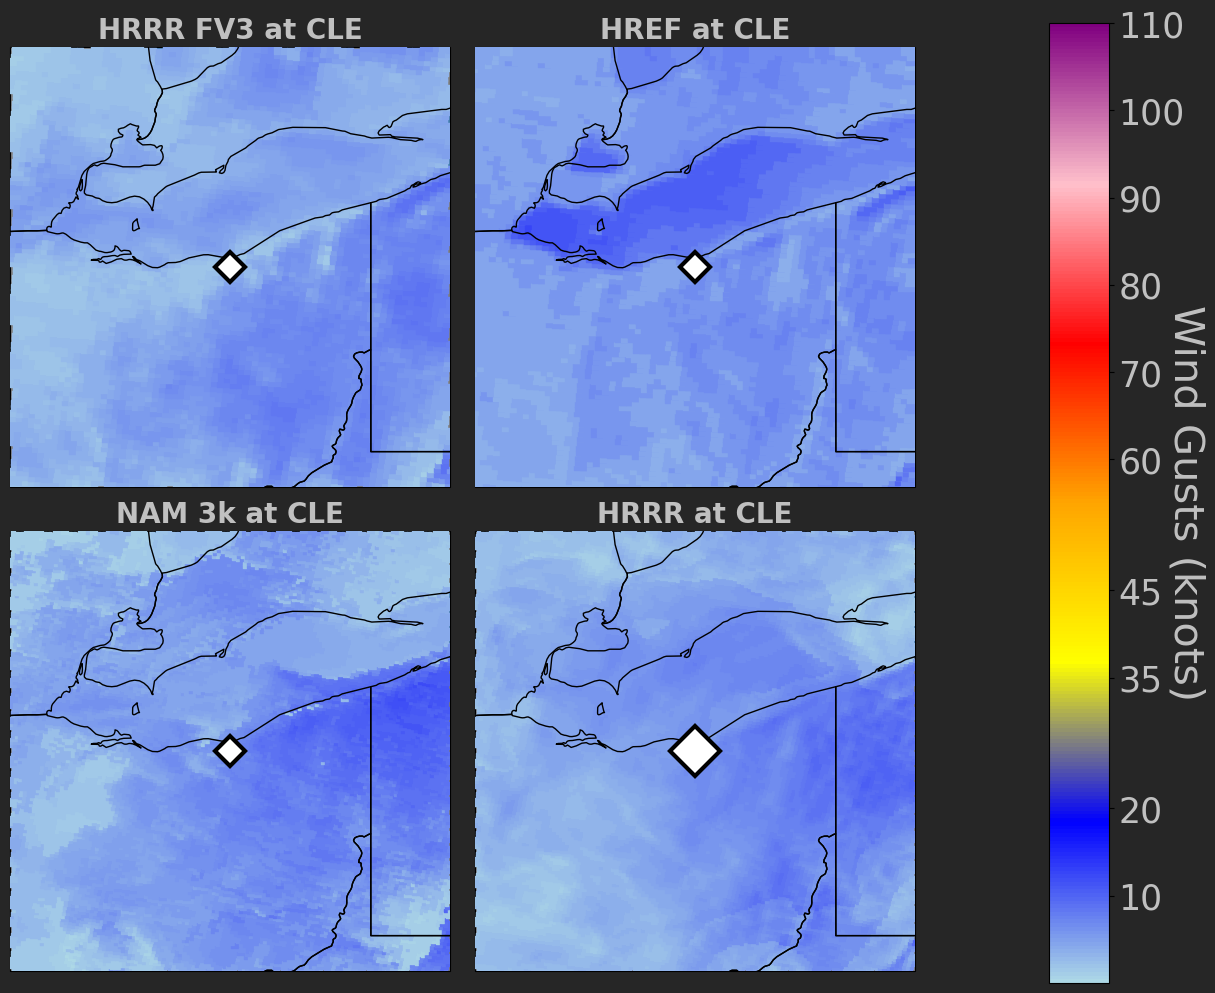 HRRR FV3 at CLE
HREF at CLE
NAM 3k at CLE
HRRR at CLE
110
100
90
80
70
60
45
35
20
10
Wind Gusts (knots)